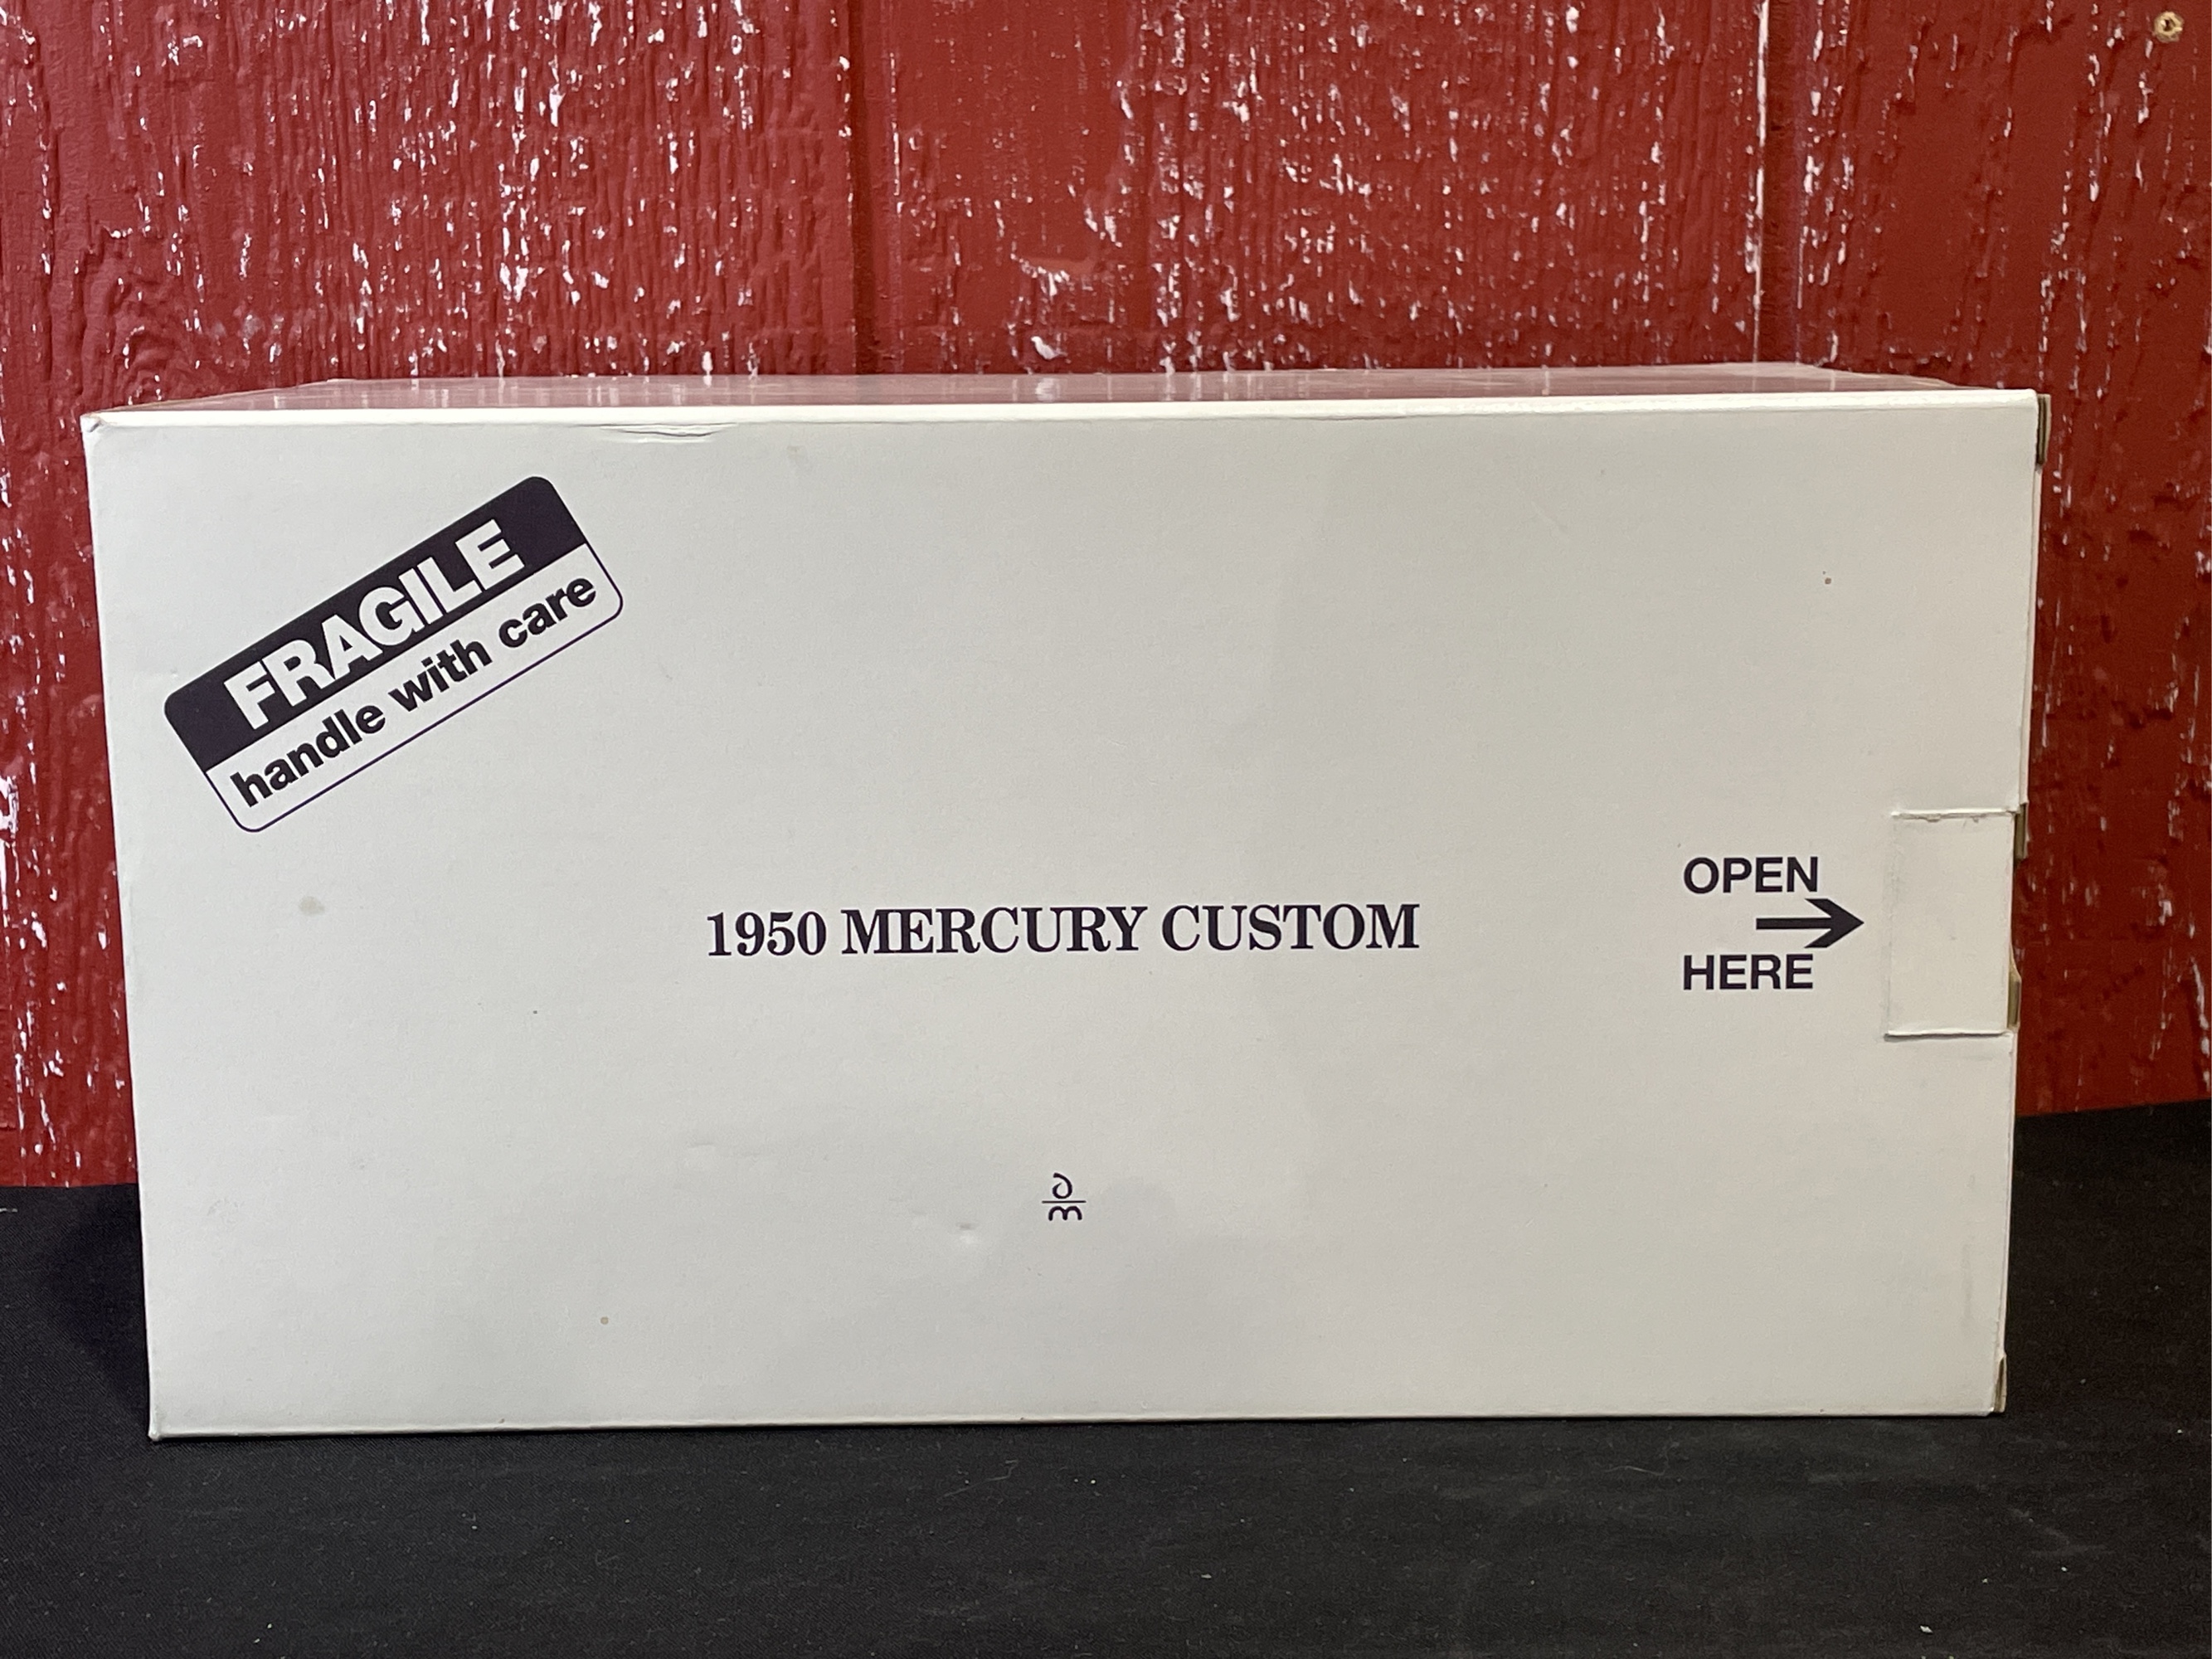 FRAGILE
handle with care
1950 MERCURY CUSTOM
OPEN
HERE